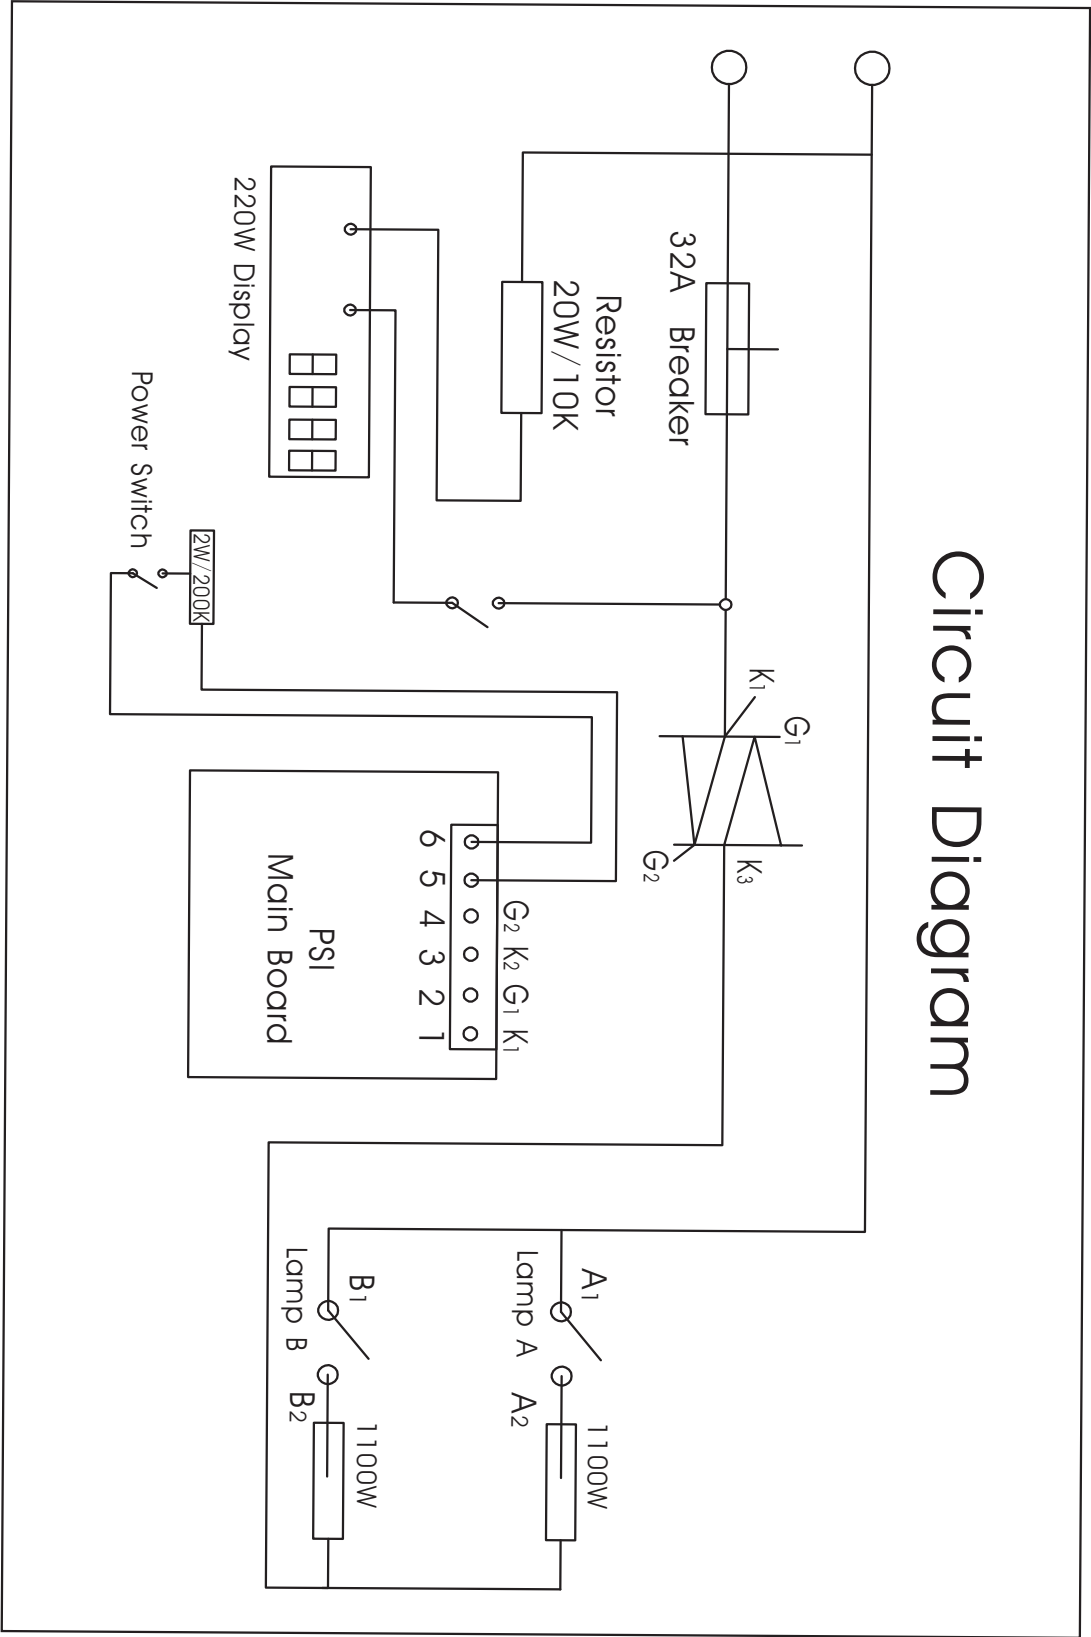 Circuit Diagram
32A Breaker
Resistor
20W/10K
220W Display
Power Switch
2W/200K
K1
G1
G2
K3
G2 K2 G1 K1
6 5 4 3 2 1
PSI
Main Board
A1
Lamp A
A2
1100W
B1
Lamp B
B2
1100W